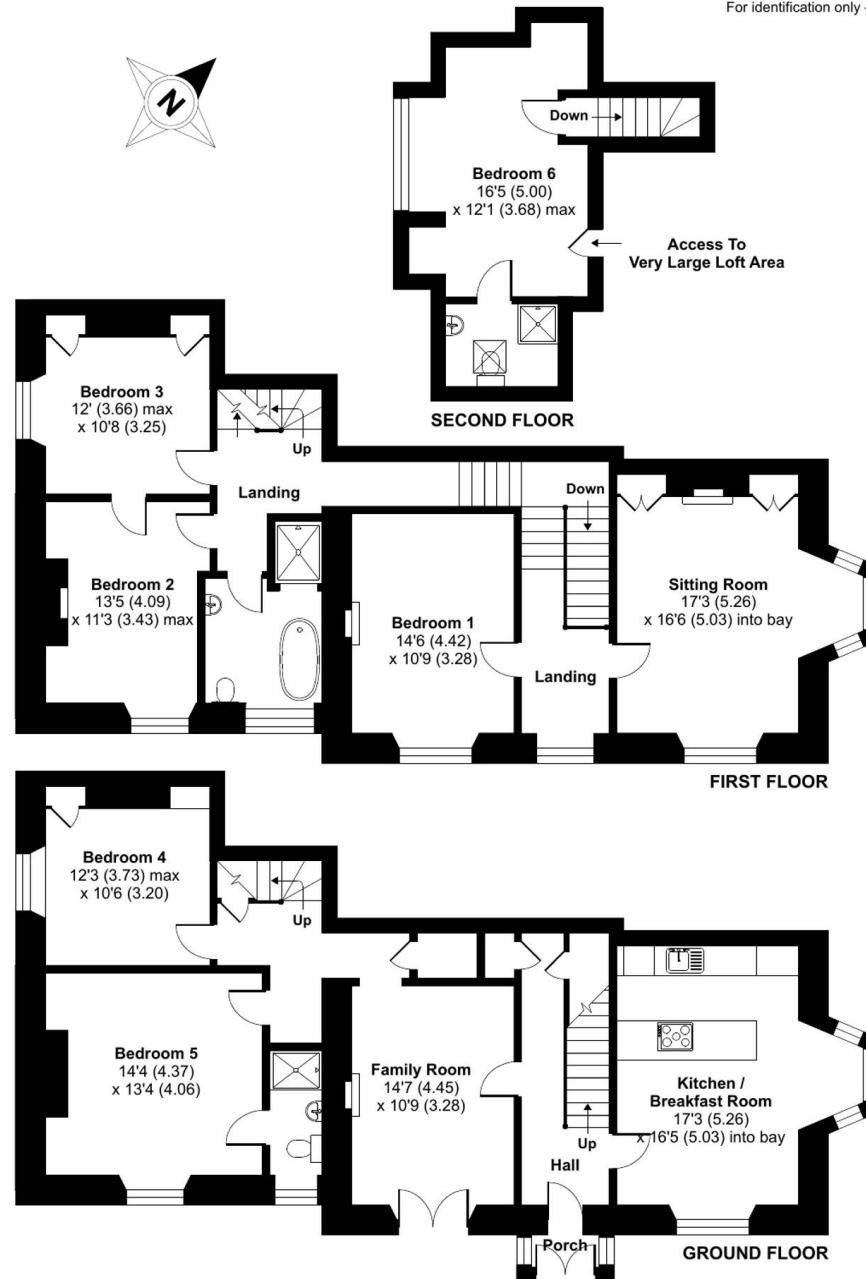 For identification only -
N
Down
Bedroom 6
16'5 (5.00)
x 12'1 (3.68) max
Access To
Very Large Loft Area
SECOND FLOOR
Bedroom 3
12' (3.66) max
x 10'8 (3.25)
Up
Landing
Down
Bedroom 2
13'5 (4.09)
x 11'3 (3.43) max
Bedroom 1
14'6 (4.42)
x 10'9 (3.28)
Landing
Sitting Room
17'3 (5.26)
x 16'6 (5.03) into bay
FIRST FLOOR
Bedroom 4
12'3 (3.73) max
x 10'6 (3.20)
Up
Bedroom 5
14'4 (4.37)
x 13'4 (4.06)
Family Room
14'7 (4.45)
x 10'9 (3.28)
Up
Hall
Kitchen /
Breakfast Room
17'3 (5.26)
x 16'5 (5.03) into bay
Porch
GROUND FLOOR